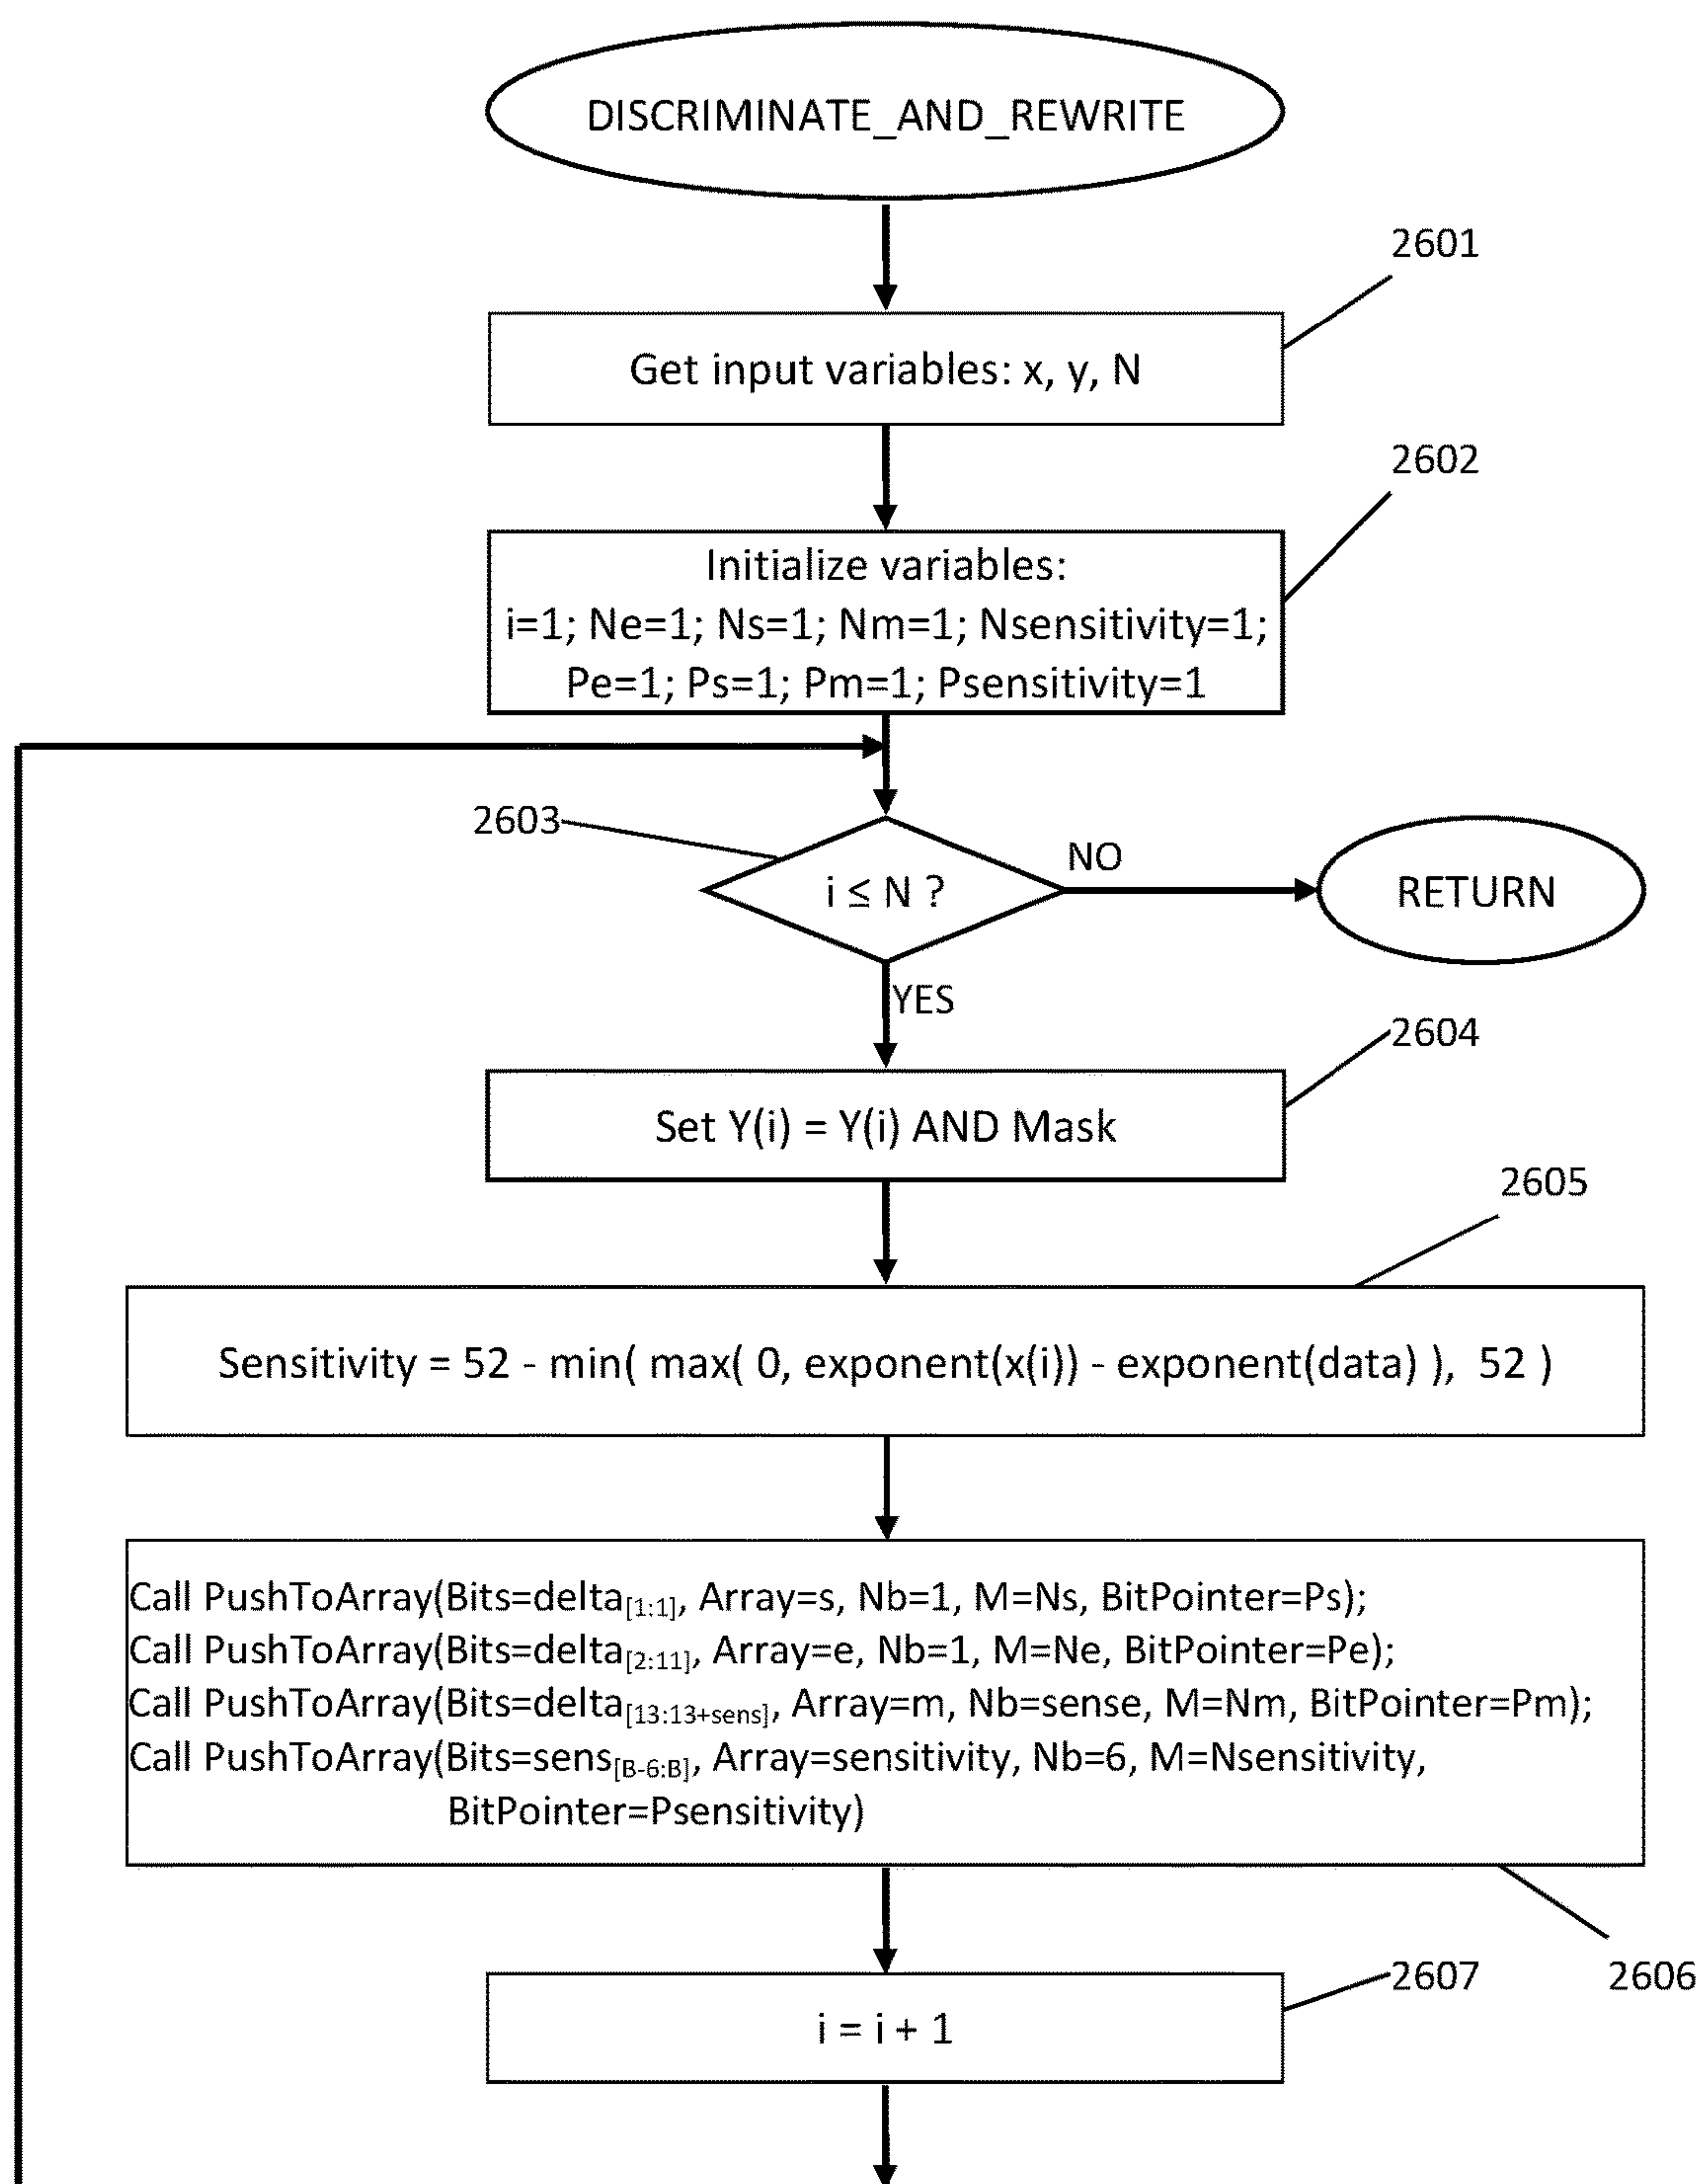 DISCRIMINATE_AND_REWRITE
2601
Get input variables: x, y, N
2602
Initialize variables:
i=1; Ne=1; Ns=1; Nm=1; Nsensitivity=1;
Pe=1; Ps=1; Pm=1; Psensitivity=1
2603
i ≤ N ?
NO
RETURN
YES
2604
Set Y(i) = Y(i) AND Mask
2605
Sensitivity = 52 - min( max( 0, exponent(x(i)) - exponent(data) ), 52 )
Call PushToArray(Bits=delta[1:1], Array=s, Nb=1, M=Ns, BitPointer=Ps);
Call PushToArray(Bits=delta[2:11], Array=e, Nb=1, M=Ne, BitPointer=Pe);
Call PushToArray(Bits=delta[13:13+sens], Array=m, Nb=sense, M=Nm, BitPointer=Pm);
Call PushToArray(Bits=sens[B-6:B], Array=sensitivity, Nb=6, M=Nsensitivity,
BitPointer=Psensitivity)
2606
2607
i = i + 1